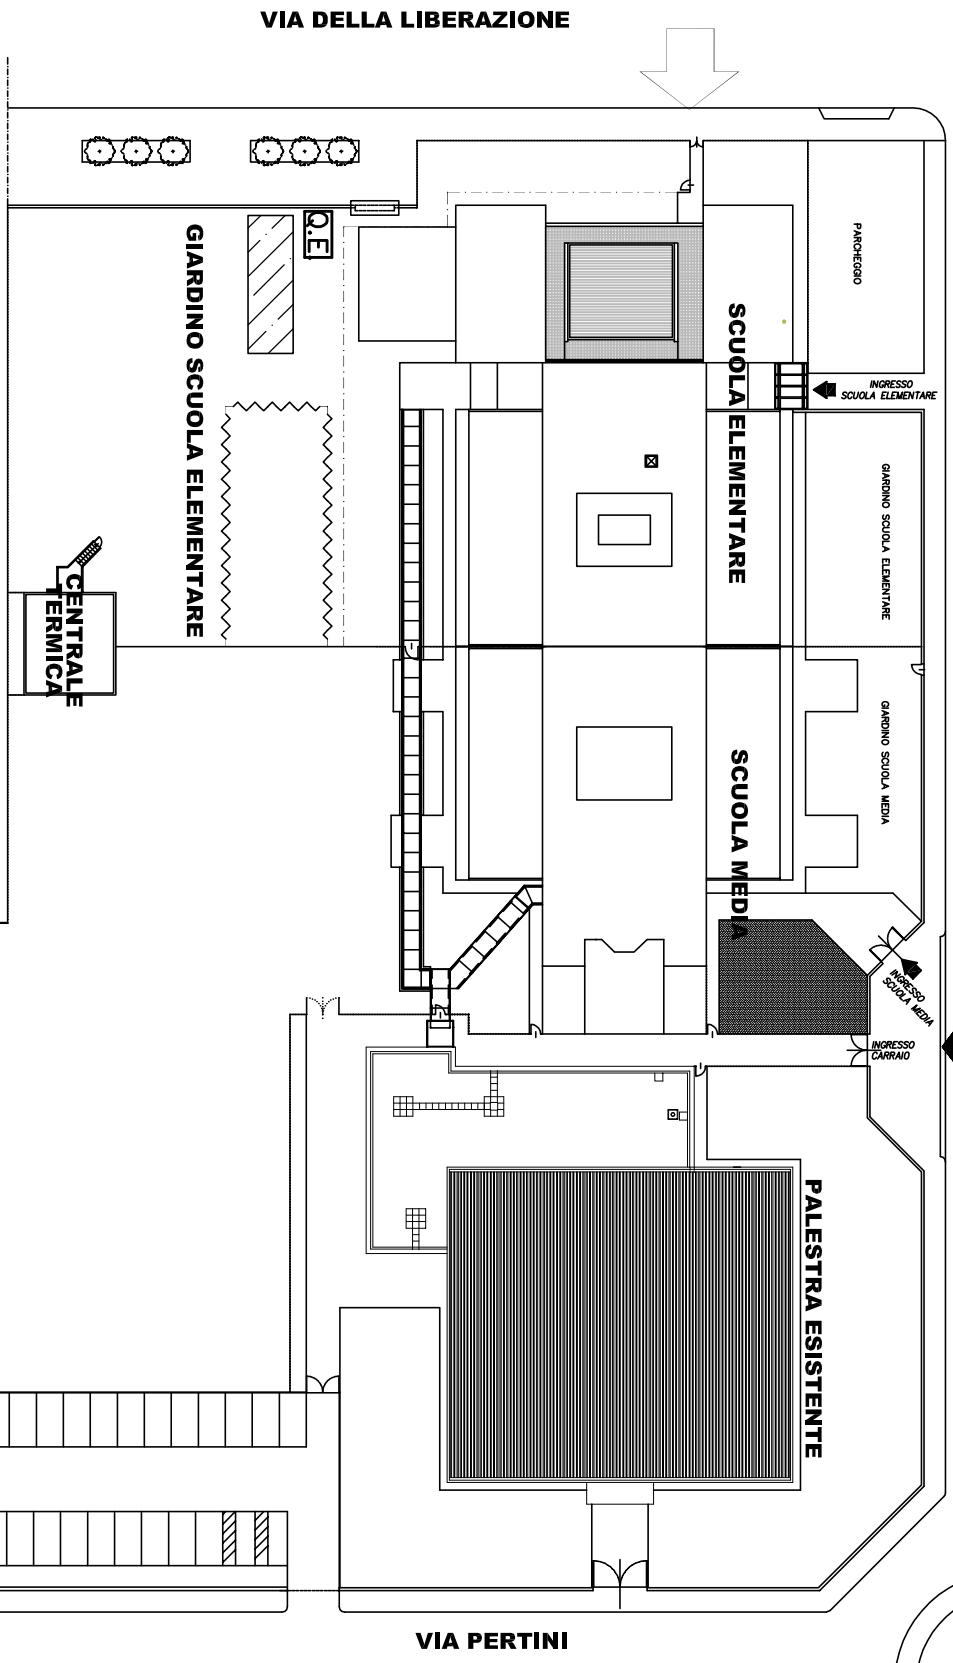 VIA DELLA LIBERAZIONE
Q.E.
GIARDINO SCUOLA ELEMENTARE
PARCHEGGIO
SCUOLA ELEMENTARE
INGRESSO
SCUOLA ELEMENTARE
GIARDINO SCUOLA ELEMENTARE
CENTRALE
TERMICA
GIARDINO SCUOLA MEDIA
SCUOLA MEDIA
INGRESSO
SCUOLA MEDIA
INGRESSO
CARRAIO
PALESTRA ESISTENTE
VIA PERTINI